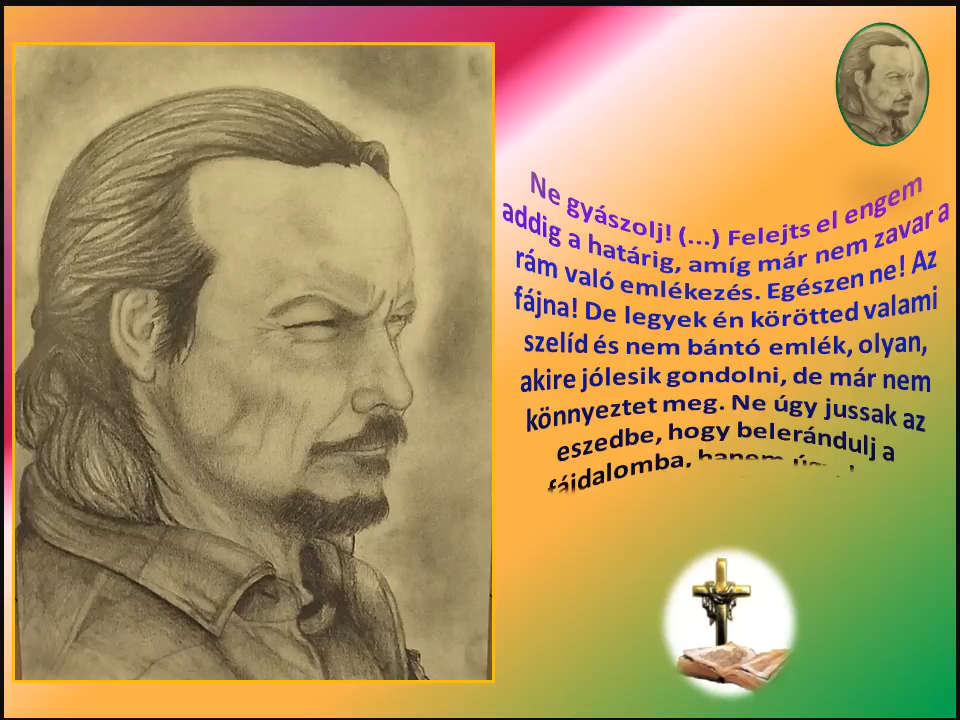 Ne gyászolj! (...) Felejts el engem
addig a határig, amíg már nem zavar a
rám való emlékezés. Egészen ne! Az
fájna! De legyek én körötted valami
szelíd és nem bántó emlék, olyan,
akire jólesik gondolni, de már nem
könnyeztet meg. Ne úgy jussak az
eszedbe, hogy belerándulj a
fájdalomba, hanem úgy